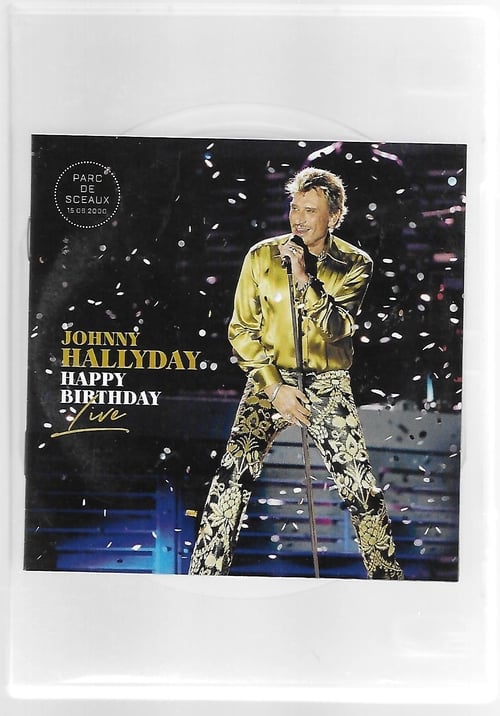 PARC
DE
SCEAUX
15.06.2000
JOHNNY
HALLYDAY
HAPPY
BIRTHDAY
Live